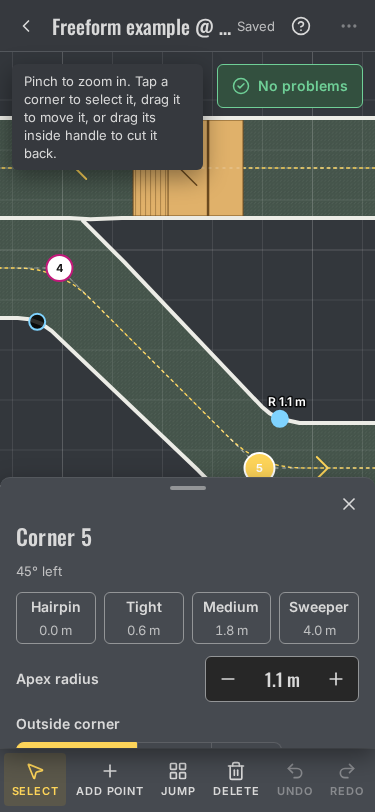 Freeform example @ ... Saved
Pinch to zoom in. Tap a
corner to select it, drag it
to move it, or drag its
inside handle to cut it
back.
No problems
4
R 1.1 m
5
Corner 5
45° left
Hairpin Tight Medium Sweeper
0.0 m 0.6 m 1.8 m 4.0 m
Apex radius − 1.1 m +
Outside corner
SELECT ADD POINT JUMP DELETE UNDO REDO